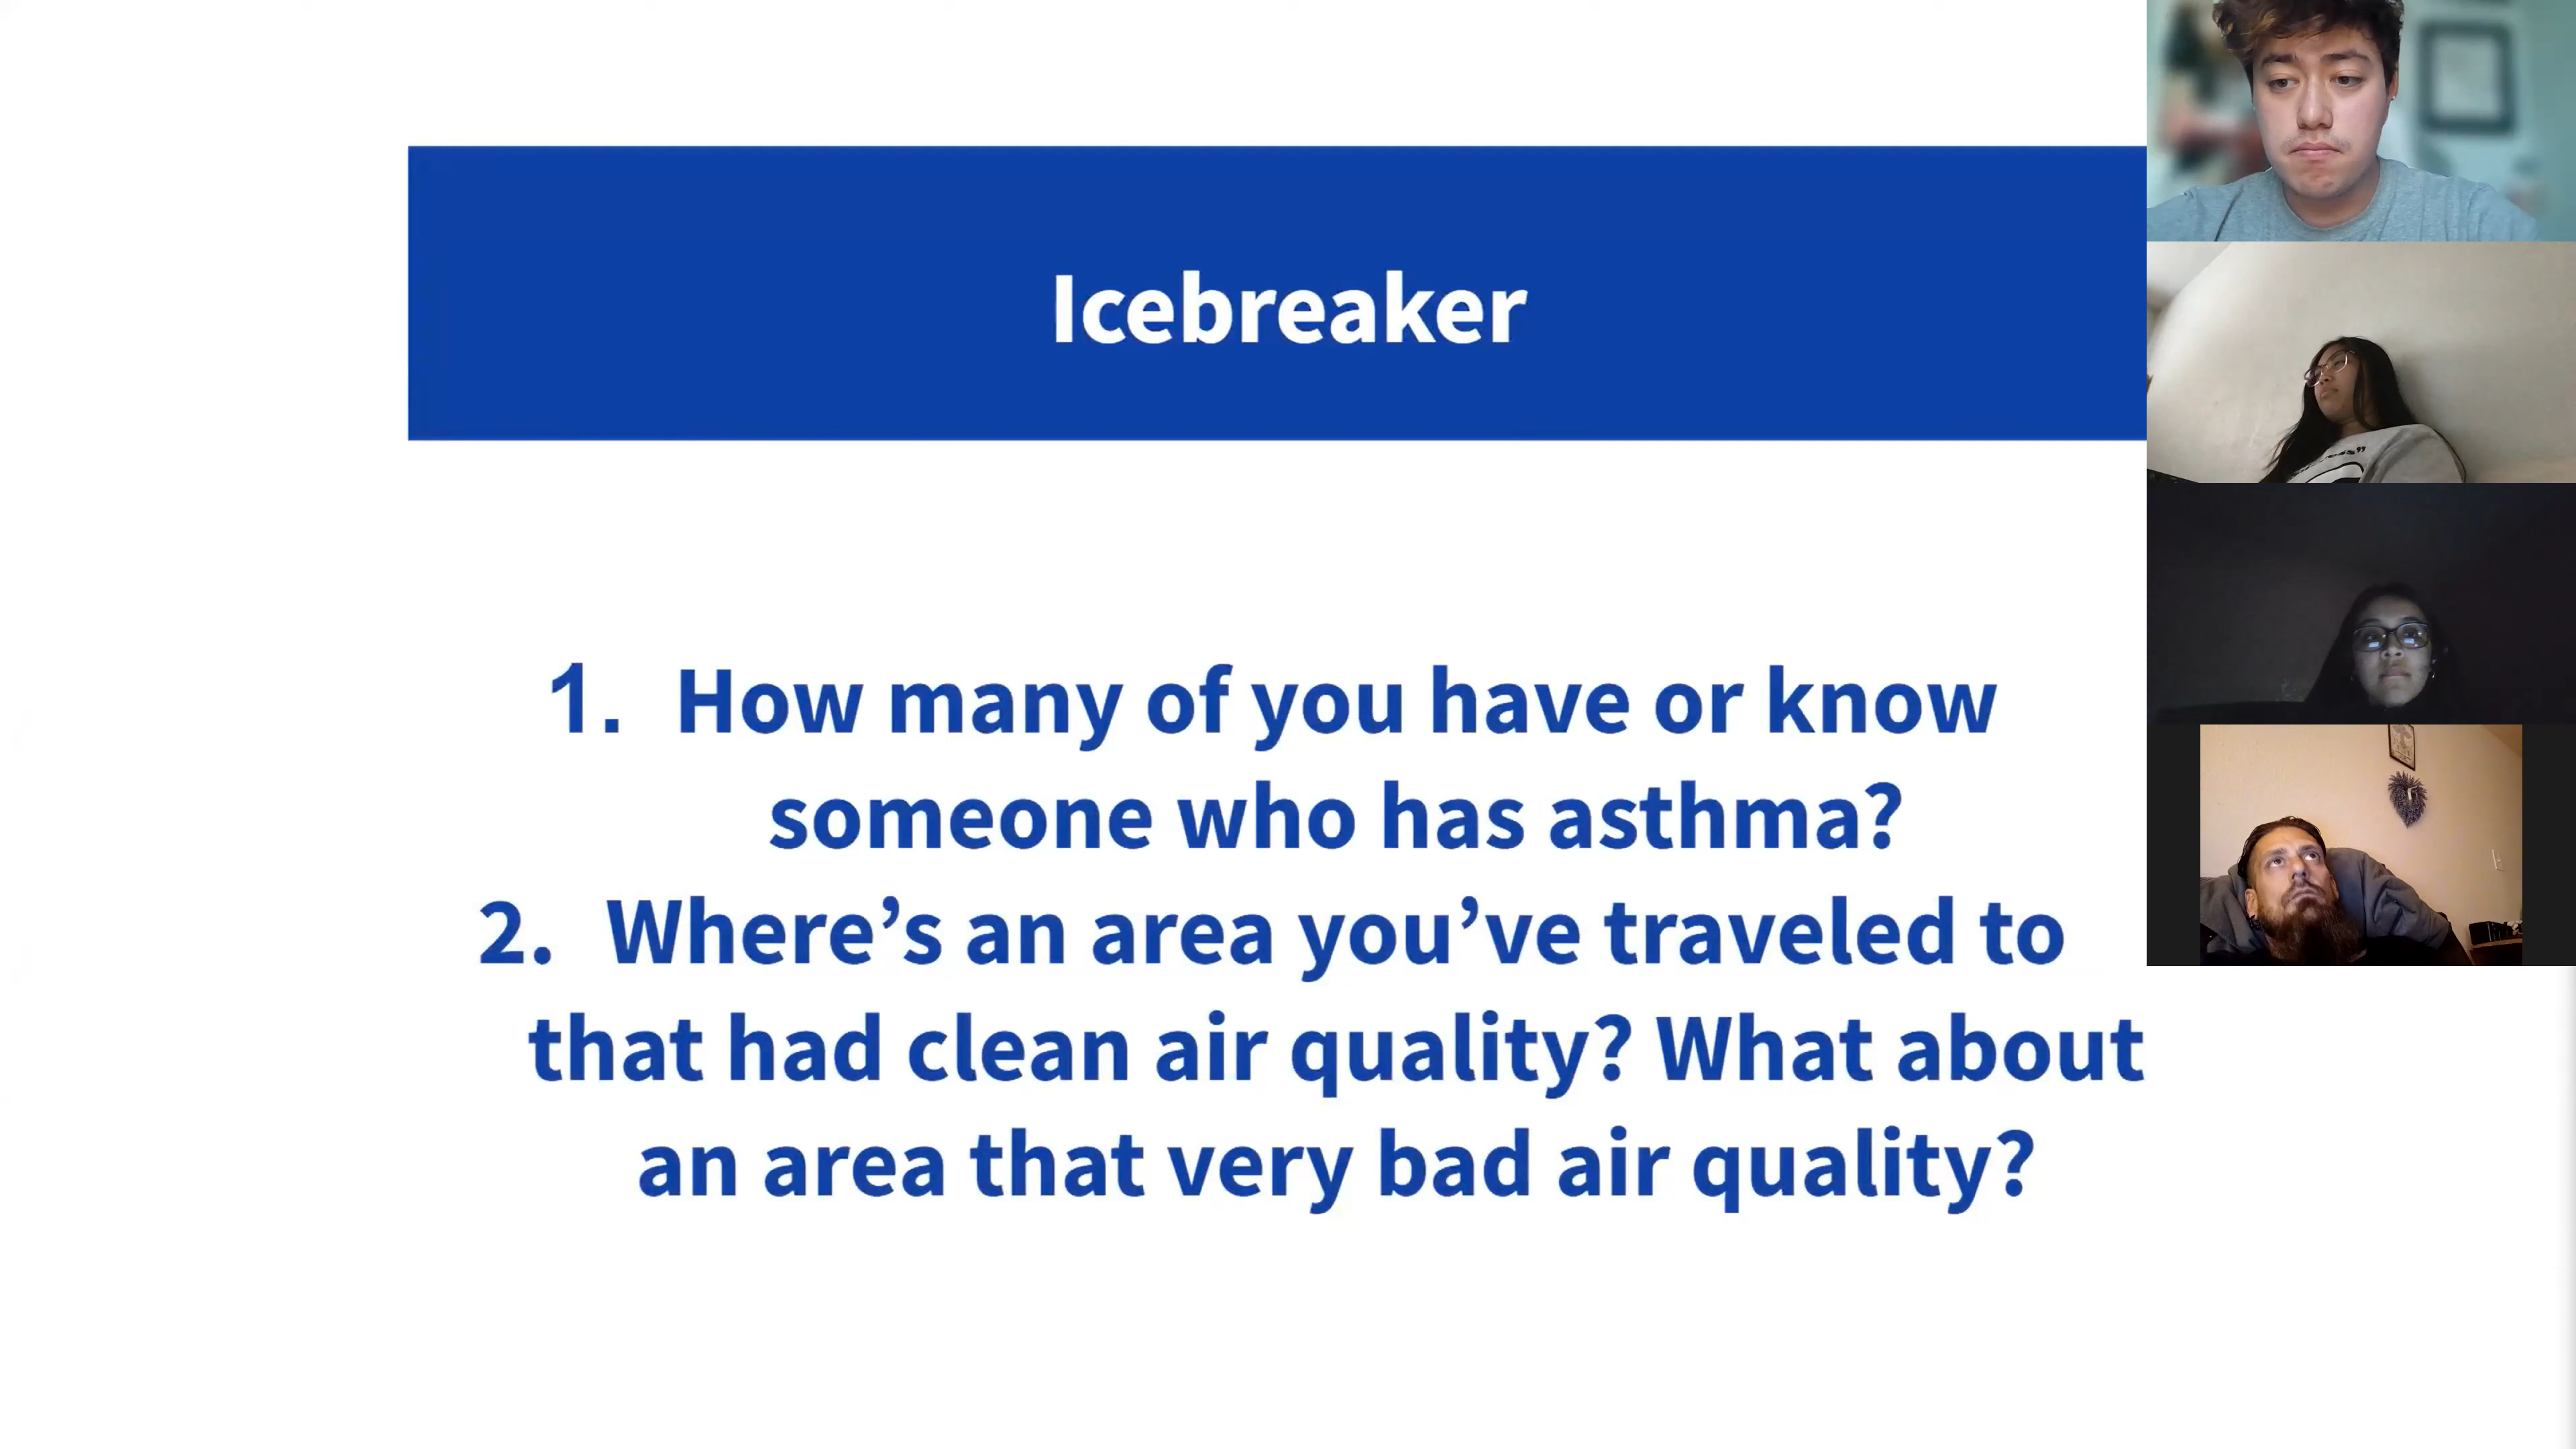 Icebreaker
1. How many of you have or know
someone who has asthma?
2. Where’s an area you’ve traveled to
that had clean air quality? What about
an area that very bad air quality?